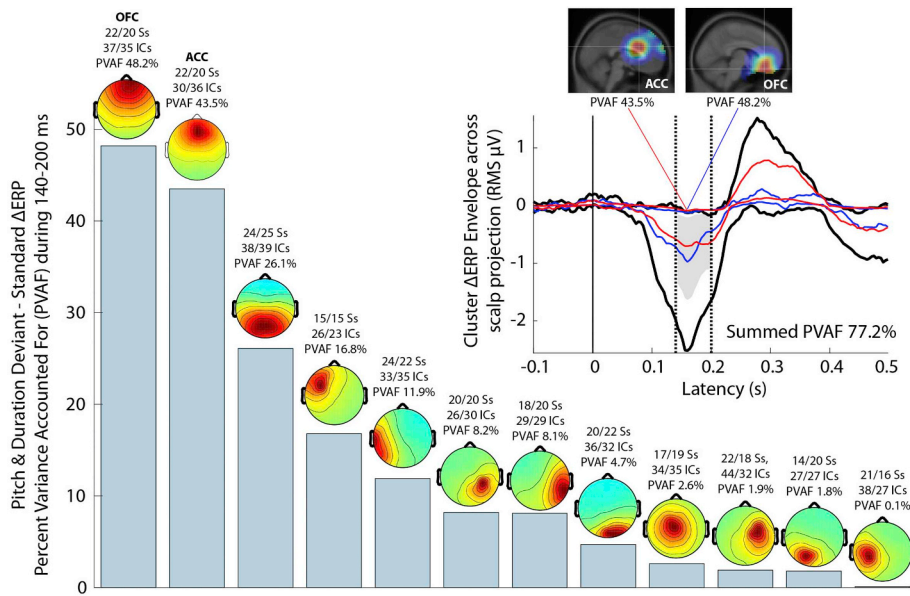 Pitch & Duration Deviant - Standard ΔERP
Percent Variance Accounted For (PVAF) during 140-200 ms
50
40
30
20
10
0
OFC
22/20 Ss
37/35 ICs
PVAF 48.2%
ACC
22/20 Ss
30/36 ICs
PVAF 43.5%
24/25 Ss
38/39 ICs
PVAF 26.1%
15/15 Ss
26/23 ICs
PVAF 16.8%
24/22 Ss
33/35 ICs
PVAF 11.9%
20/20 Ss
26/30 ICs
PVAF 8.2%
18/20 Ss
29/29 ICs
PVAF 8.1%
20/22 Ss
36/32 ICs
PVAF 4.7%
17/19 Ss
34/35 ICs
PVAF 2.6%
22/18 Ss,
44/32 ICs
PVAF 1.9%
14/20 Ss
27/27 ICs
PVAF 1.8%
21/16 Ss
38/27 ICs
PVAF 0.1%
ACC
OFC
PVAF 43.5%
PVAF 48.2%
Cluster ΔERP Envelope across
scalp projection (RMS µV)
1
0
-1
-2
Summed PVAF 77.2%
-0.1
0
0.1
0.2
0.3
0.4
0.5
Latency (s)